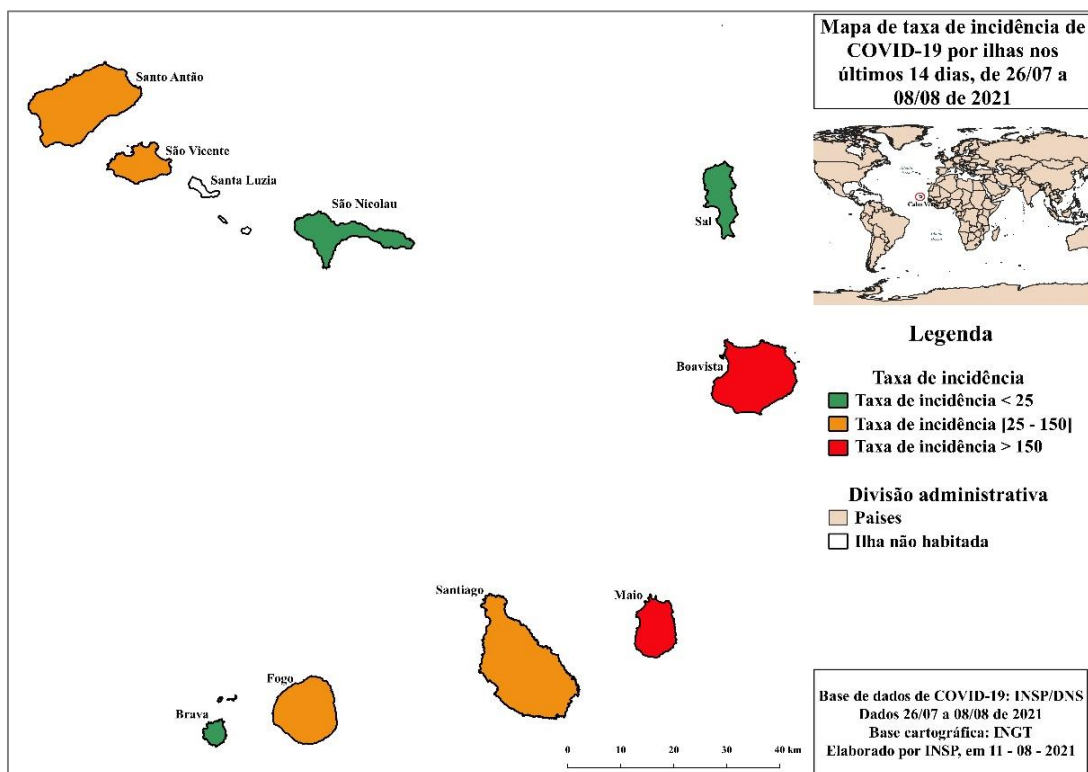 Mapa de taxa de incidência de
COVID-19 por ilhas nos
últimos 14 dias, de 26/07 a
08/08 de 2021
Santo Antão
São Vicente
Santa Luzia
São Nicolau
Sal
Boavista
Santiago
Maio
Fogo
Brava
Legenda
Taxa de incidência
Taxa de incidência < 25
Taxa de incidência [25 - 150]
Taxa de incidência > 150
Divisão administrativa
Paises
Ilha não habitada
0 10 20 30 40 km
Base de dados de COVID-19: INSP/DNS
Dados 26/07 a 08/08 de 2021
Base cartográfica: INGT
Elaborado por INSP, em 11 - 08 - 2021